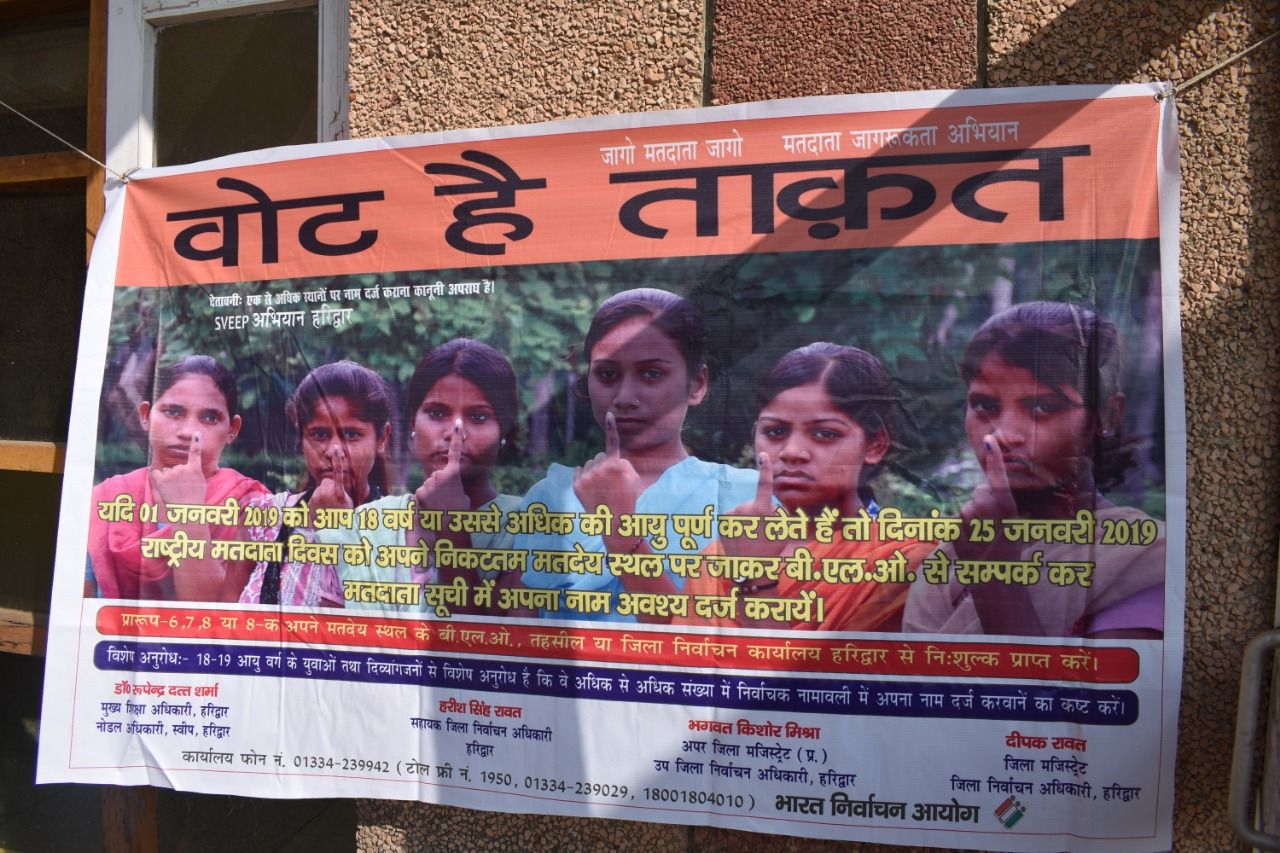 जागो मतदाता जागो मतदाता जागरूकता अभियान
वोट है ताक़त
चेतावनीः एक से अधिक स्थानों पर नाम दर्ज कराना कानूनी अपराध है।
SVEEP अभियान हरिद्वार
यदि 01 जनवरी 2019 को आप 18 वर्ष या उससे अधिक की आयु पूर्ण कर लेते हैं तो दिनांक 25 जनवरी 2019
राष्ट्रीय मतदाता दिवस को अपने निकटतम मतदेय स्थल पर जाकर बी.एल.ओ. से सम्पर्क कर
मतदाता सूची में अपना नाम अवश्य दर्ज करायें।
प्रारूप-6,7,8 या 8-क अपने मतदेय स्थल के बी.एल.ओ., तहसील या जिला निर्वाचन कार्यालय हरिद्वार से निःशुल्क प्राप्त करें।
विशेष अनुरोधः- 18-19 आयु वर्ग के युवाओं तथा दिव्यांगजनों से विशेष अनुरोध है कि वे अधिक से अधिक संख्या में निर्वाचक नामावली में अपना नाम दर्ज करवानें का कष्ट करें।
डॉ० रूपेन्द्र दत्त शर्मा
मुख्य शिक्षा अधिकारी, हरिद्वार
नोडल अधिकारी, स्वीप, हरिद्वार
हरीश सिंह रावत
सहायक जिला निर्वाचन अधिकारी
हरिद्वार
भगवत किशोर मिश्रा
अपर जिला मजिस्ट्रेट (प्र.)
उप जिला निर्वाचन अधिकारी, हरिद्वार
दीपक रावत
जिला मजिस्ट्रेट
जिला निर्वाचन अधिकारी, हरिद्वार
कार्यालय फोन नं. 01334-239942 (टोल फ्री नं. 1950, 01334-239029, 18001804010)
भारत निर्वाचन आयोग